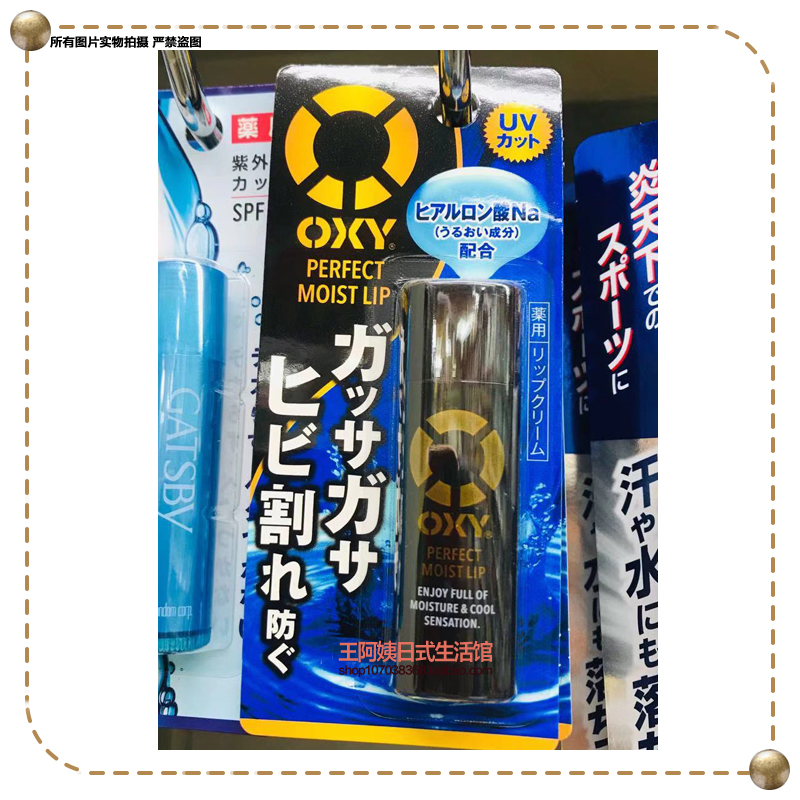 所有图片实物拍摄 严禁盗图
OXY
PERFECT
MOIST LIP
UV
カット
ヒアルロン酸Na
(うるおい成分)
配合
薬用 リップクリーム
ガッサガサ
ヒビ割れ防ぐ
OXY
PERFECT
MOIST LIP
ENJOY FULL OF
MOISTURE & COOL
SENSATION.
王阿姨日式生活馆
薬
紫外
カッ
SPF
GATSBY
炎天下での
スポーツに
汗や水にも落ち